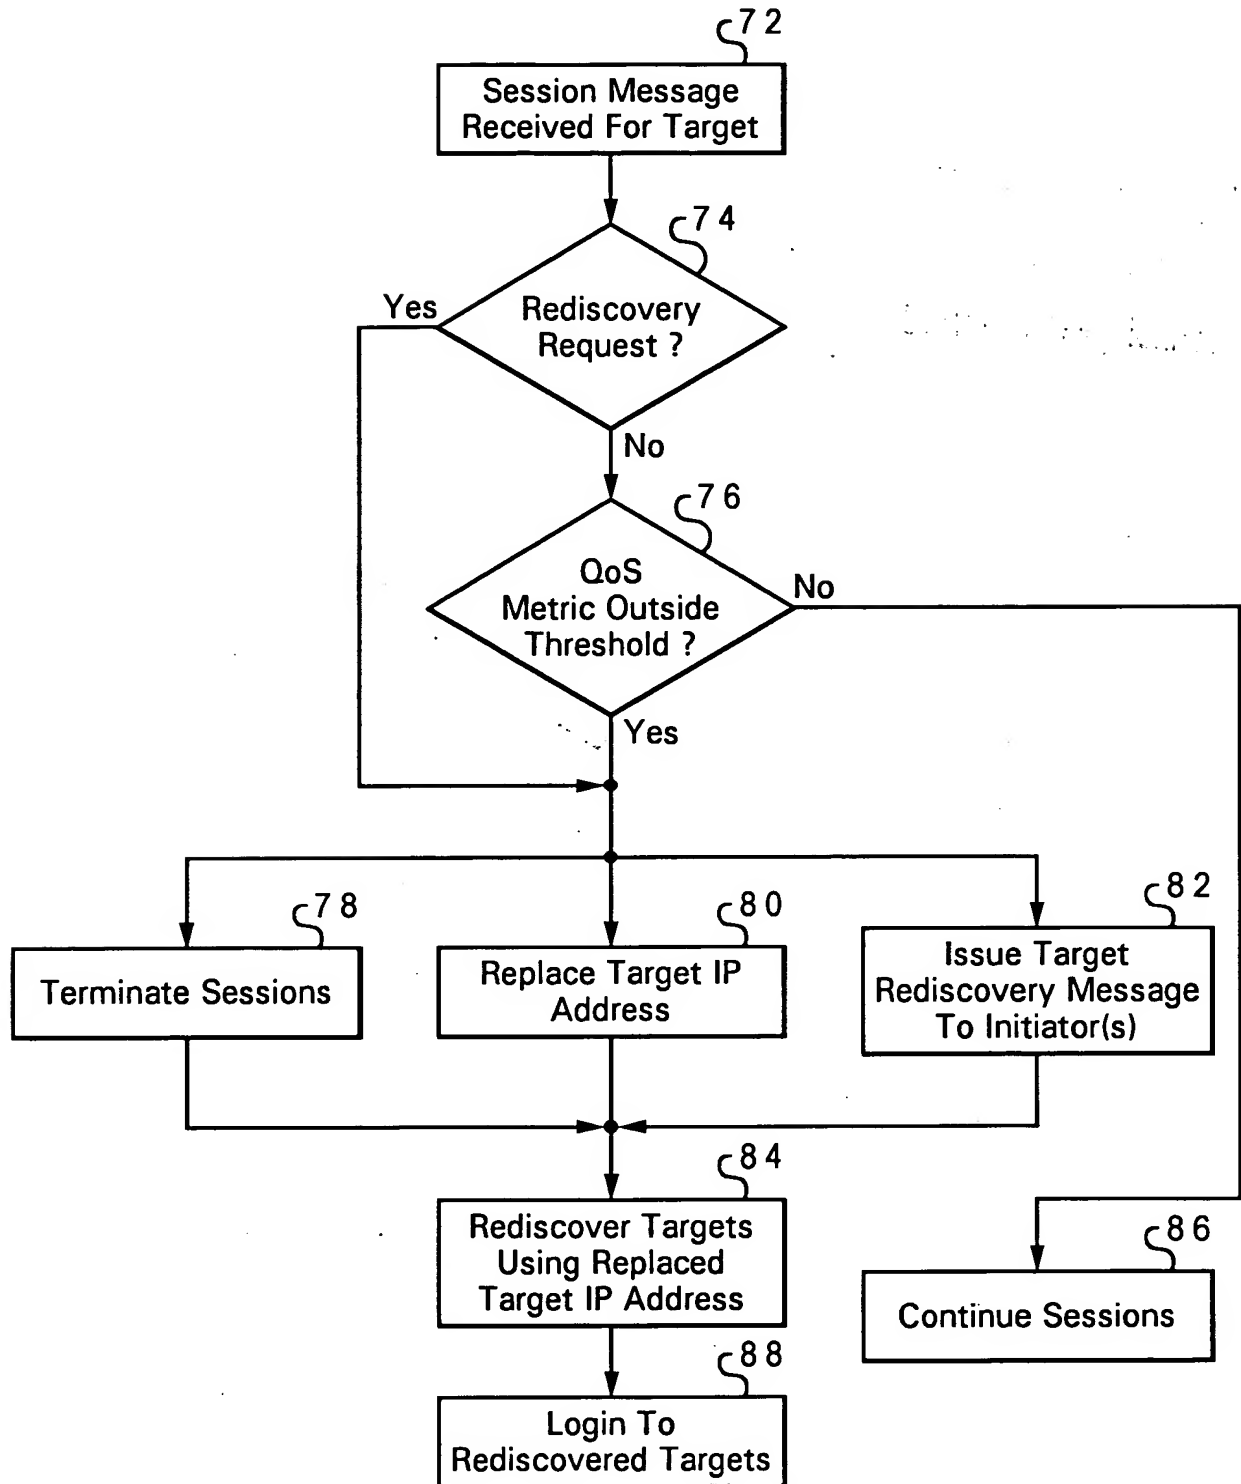 72
Session Message
Received For Target
74
Yes
Rediscovery
Request ?
No
76
QoS
Metric Outside
Threshold ?
No
Yes
78
80
82
Terminate Sessions
Replace Target IP
Address
Issue Target
Rediscovery Message
To Initiator(s)
84
Rediscover Targets
Using Replaced
Target IP Address
86
Continue Sessions
88
Login To
Rediscovered Targets